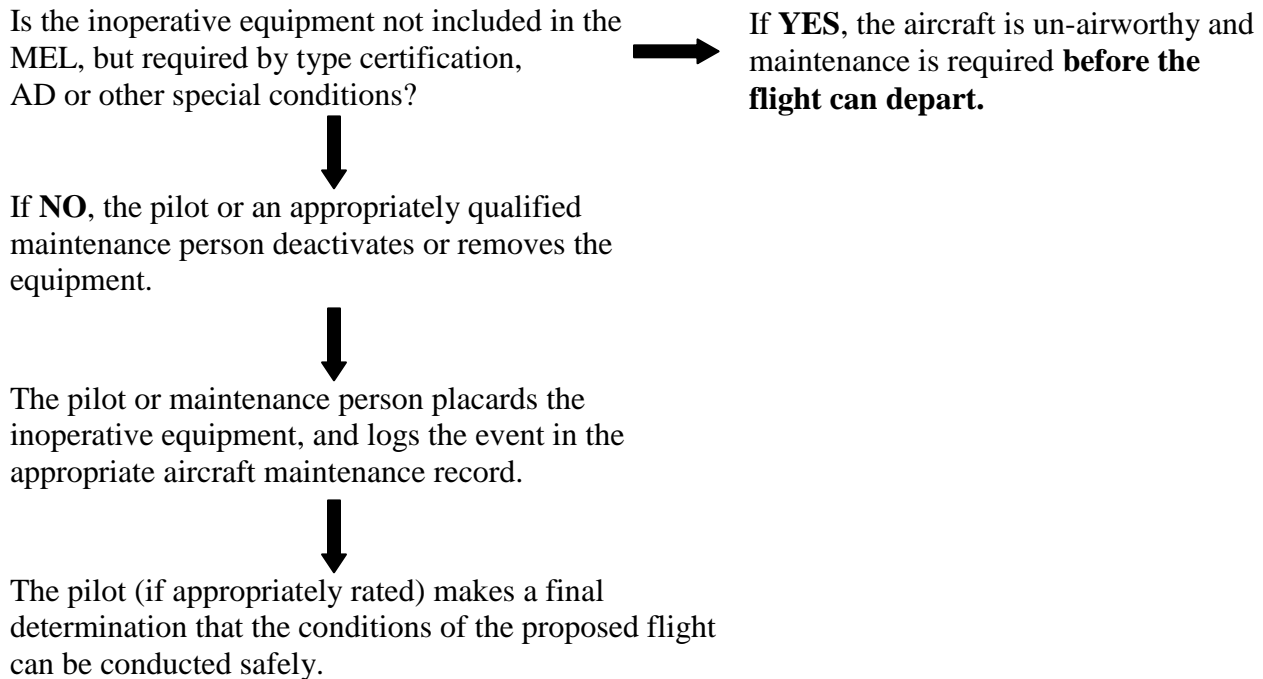 Is the inoperative equipment not included in the
MEL, but required by type certification,
AD or other special conditions?
If YES, the aircraft is un-airworthy and
maintenance is required before the
flight can depart.
If NO, the pilot or an appropriately qualified
maintenance person deactivates or removes the
equipment.
The pilot or maintenance person placards the
inoperative equipment, and logs the event in the
appropriate aircraft maintenance record.
The pilot (if appropriately rated) makes a final
determination that the conditions of the proposed flight
can be conducted safely.